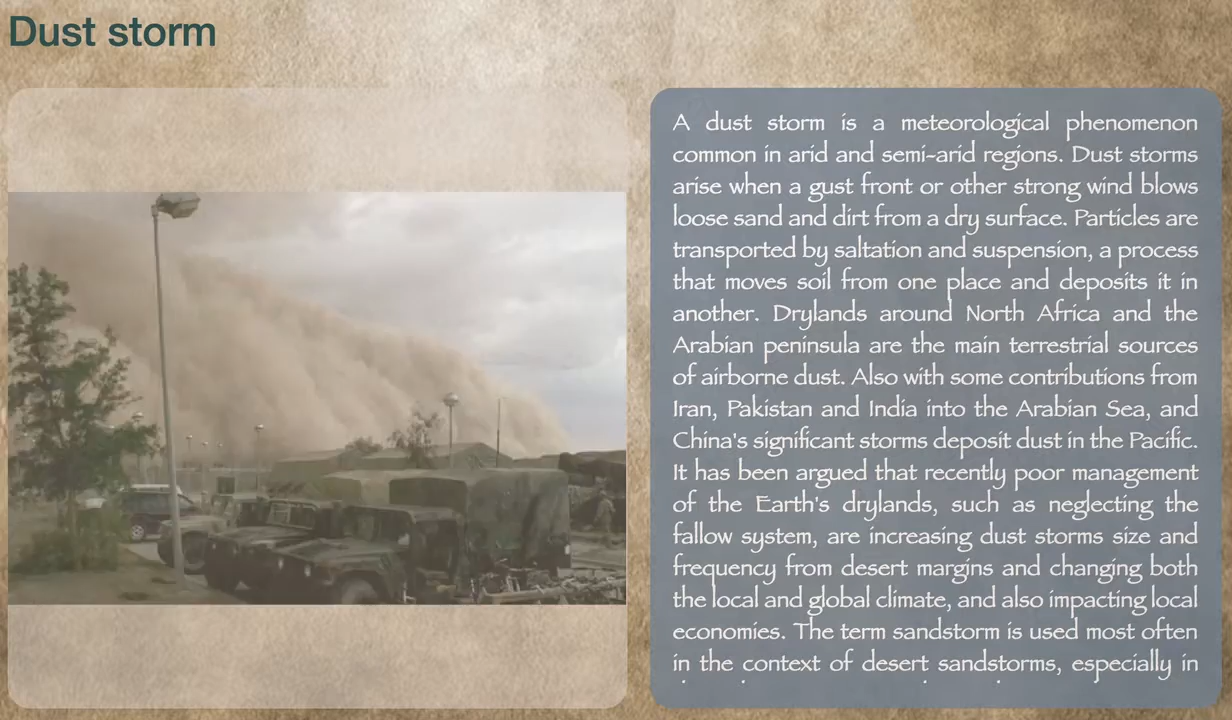 Dust storm
A dust storm is a meteorological phenomenon
common in arid and semi-arid regions. Dust storms
arise when a gust front or other strong wind blows
loose sand and dirt from a dry surface. Particles are
transported by saltation and suspension, a process
that moves soil from one place and deposits it in
another. Drylands around North Africa and the
Arabian peninsula are the main terrestrial sources
of airborne dust. Also with some contributions from
Iran, Pakistan and India into the Arabian Sea, and
China's significant storms deposit dust in the Pacific.
It has been argued that recently poor management
of the Earth's drylands, such as neglecting the
fallow system, are increasing dust storms size and
frequency from desert margins and changing both
the local and global climate, and also impacting local
economies. The term sandstorm is used most often
in the context of desert sandstorms, especially in